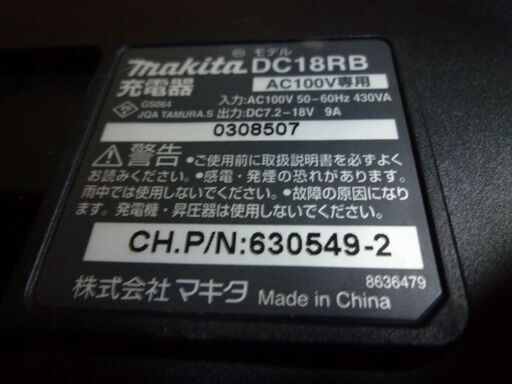 makita® モデル DC18RB
充電器 AC100V専用
GS064 入力:AC100V 50-60Hz 430VA
JQA TAMURA.S 出力:DC7.2-18V 9A
0308507
警告 •ご使用前に取扱説明書を必ずよく
お読みください。•感電・発煙の恐れがあります。
雨中では使用しないでください。•故障の原因になり
ます。発電機・昇圧器は使用しないでください。
CH.P/N:630549-2
8636479
株式会社 マキタ Made in China